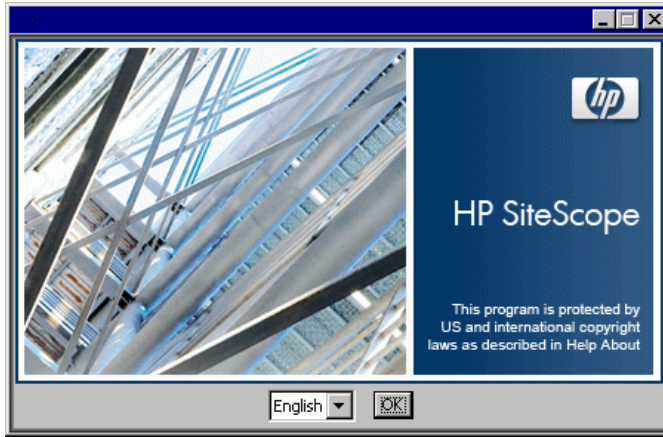 hp
HP SiteScope
This program is protected by
US and international copyright
laws as described in Help About
English
OK